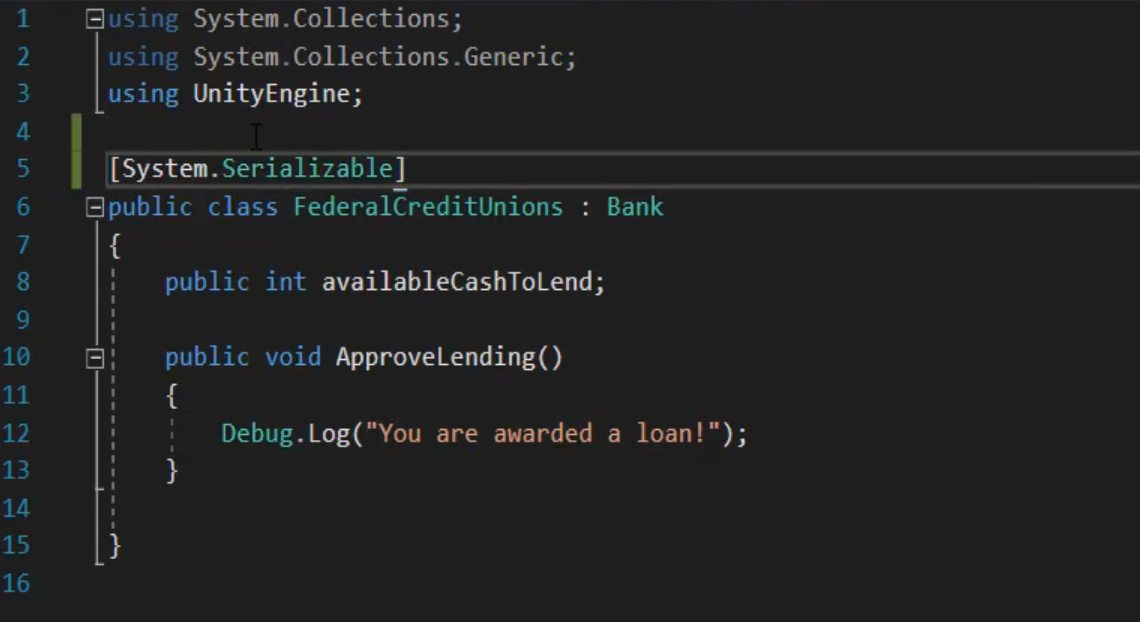 1 using System.Collections;
2 using System.Collections.Generic;
3 using UnityEngine;
4
5 [System.Serializable]
6 public class FederalCreditUnions : Bank
7 {
8     public int availableCashToLend;
9
10     public void ApproveLending()
11     {
12         Debug.Log("You are awarded a loan!");
13     }
14
15 }
16